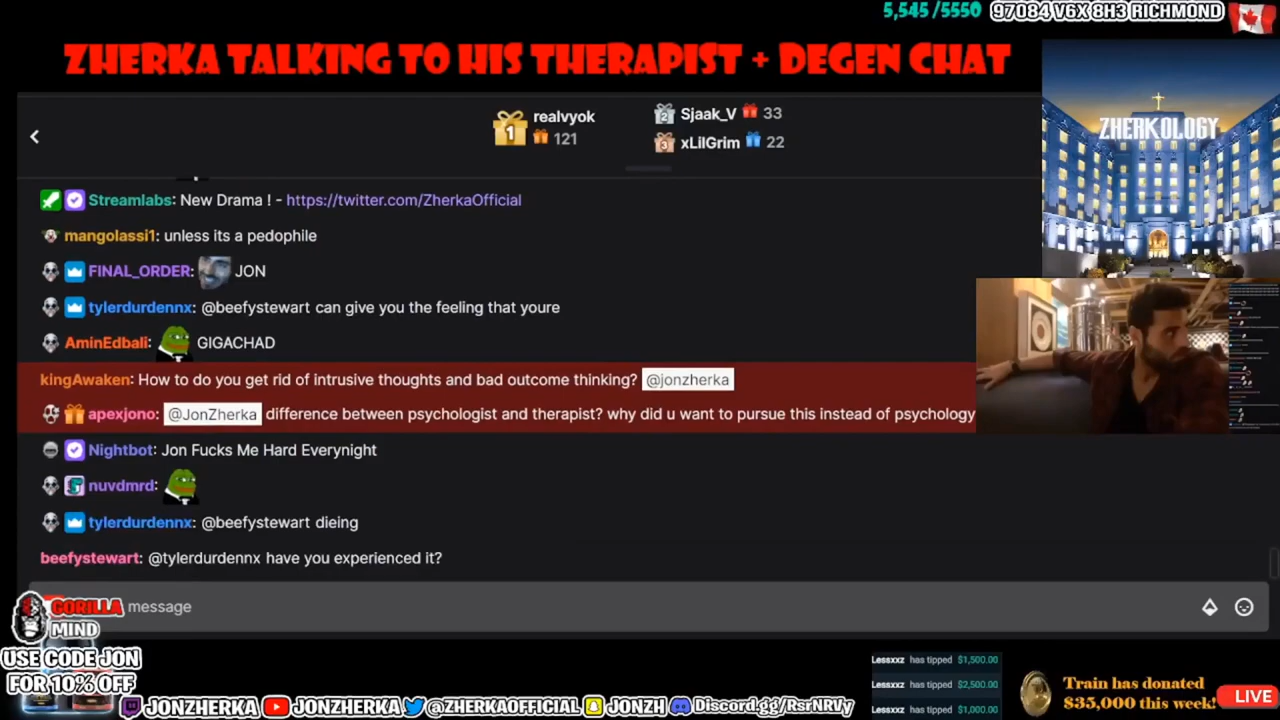 5,545 /5550
97084 V6X 8H3 RICHMOND
ZHERKA TALKING TO HIS THERAPIST + DEGEN CHAT
ZHERKOLOGY
1 realvyok 121
2 Sjaak_V 33
3 xLilGrim 22
Streamlabs: New Drama ! - https://twitter.com/ZherkaOfficial
mangolassi1: unless its a pedophile
FINAL_ORDER: JON
tylerdurdennx: @beefystewart can give you the feeling that youre
AminEdbali: GIGACHAD
kingAwaken: How to do you get rid of intrusive thoughts and bad outcome thinking? @jonzherka
apexjono: @JonZherka difference between psychologist and therapist? why did u want to pursue this instead of psychology
Nightbot: Jon Fucks Me Hard Everynight
nuvdmrd:
tylerdurdennx: @beefystewart dieing
beefystewart: @tylerdurdennx have you experienced it?
message
GORILLA
MIND
USE CODE JON
FOR 10% OFF
JONZHERKA JONZHERKA @ZHERKAOFFICIAL JONZH Discord.gg/RsrNRVy
Lessxxz has tipped $1,500.00
Lessxxz has tipped $2,500.00
Lessxxz has tipped $1,000.00
Train has donated
$35,000 this week!
LIVE